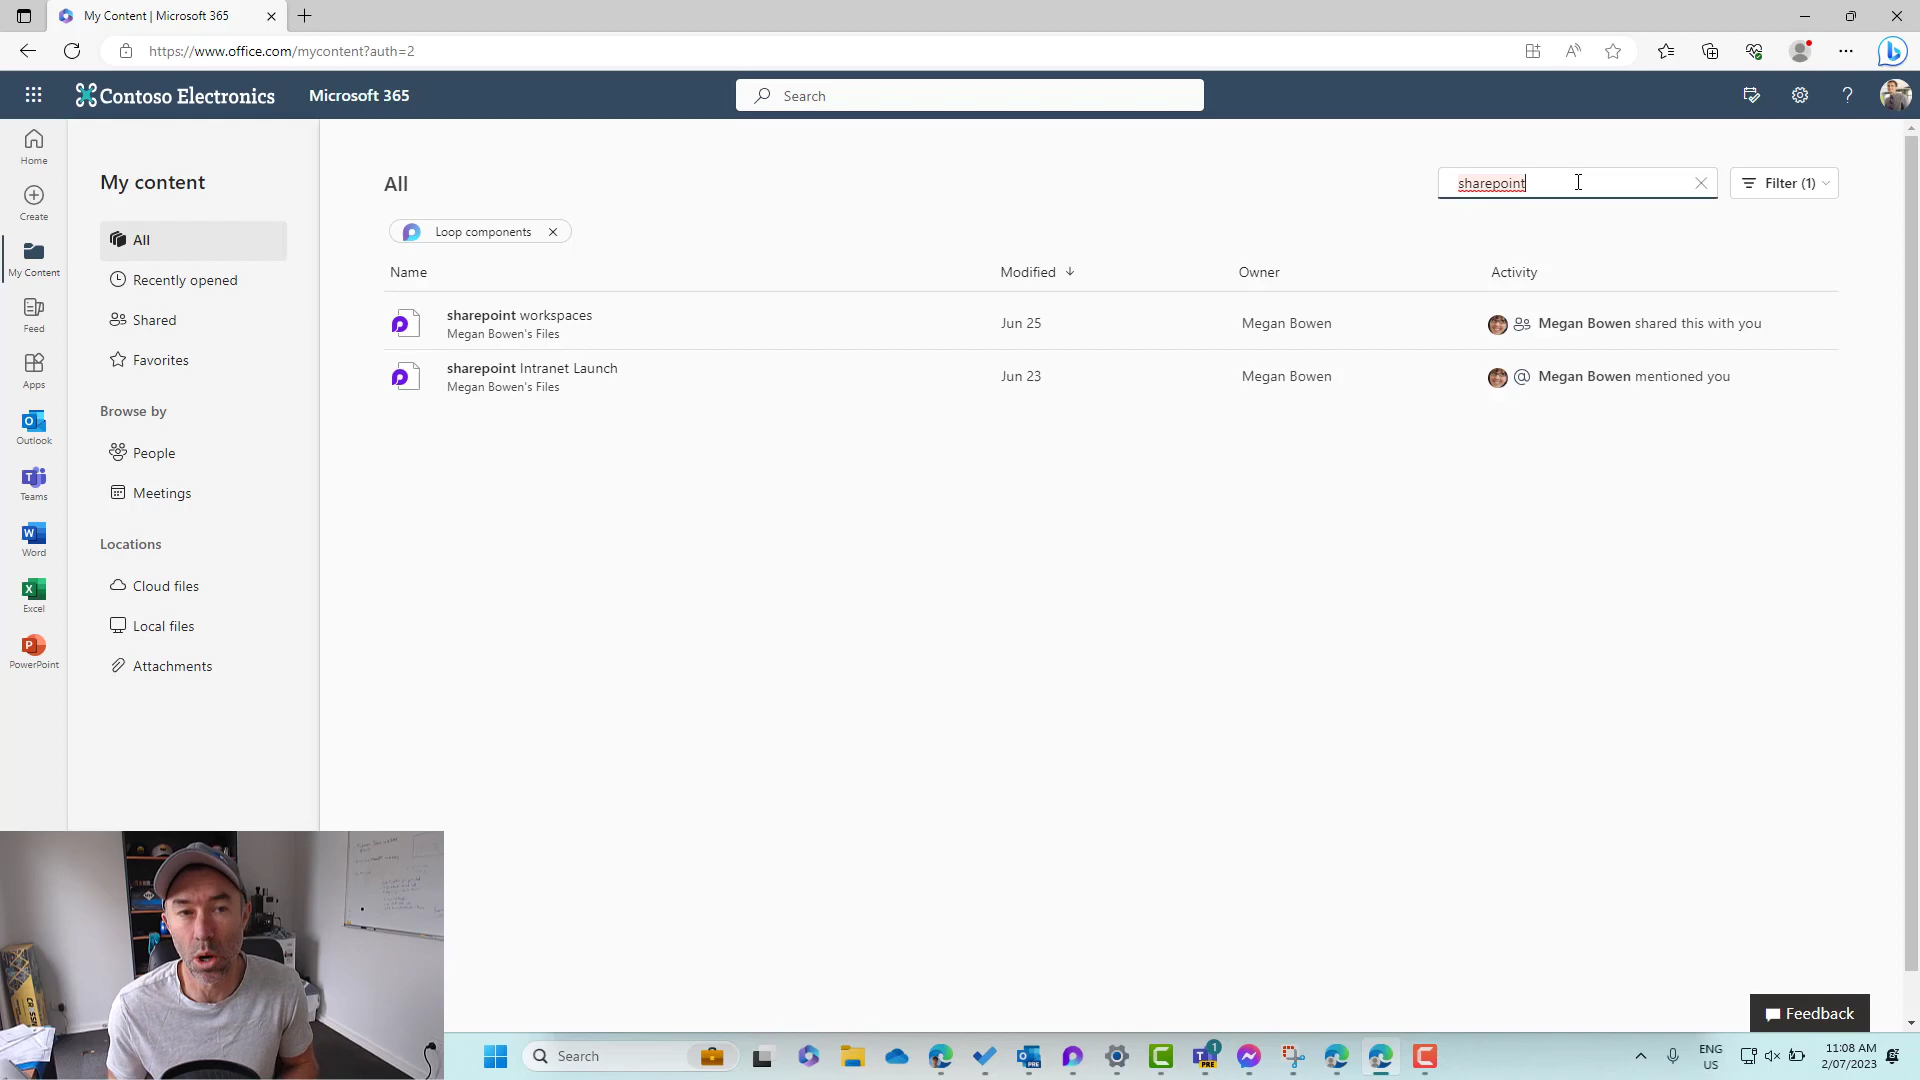 My Content | Microsoft 365
https://www.office.com/mycontent?auth=2
Contoso Electronics
Microsoft 365
Search
Home
Create
My Content
Feed
Apps
Outlook
Teams
Word
Excel
PowerPoint
My content
All
Recently opened
Shared
Favorites
Browse by
People
Meetings
Locations
Cloud files
Local files
Attachments
All
sharepoint
Filter (1)
Loop components
Name Modified Owner Activity
sharepoint workspaces
Megan Bowen's Files
Jun 25 Megan Bowen Megan Bowen shared this with you
sharepoint Intranet Launch
Megan Bowen's Files
Jun 23 Megan Bowen Megan Bowen mentioned you
Feedback
Search
PRE
1
PRE
ENG
US
11:08 AM
2/07/2023